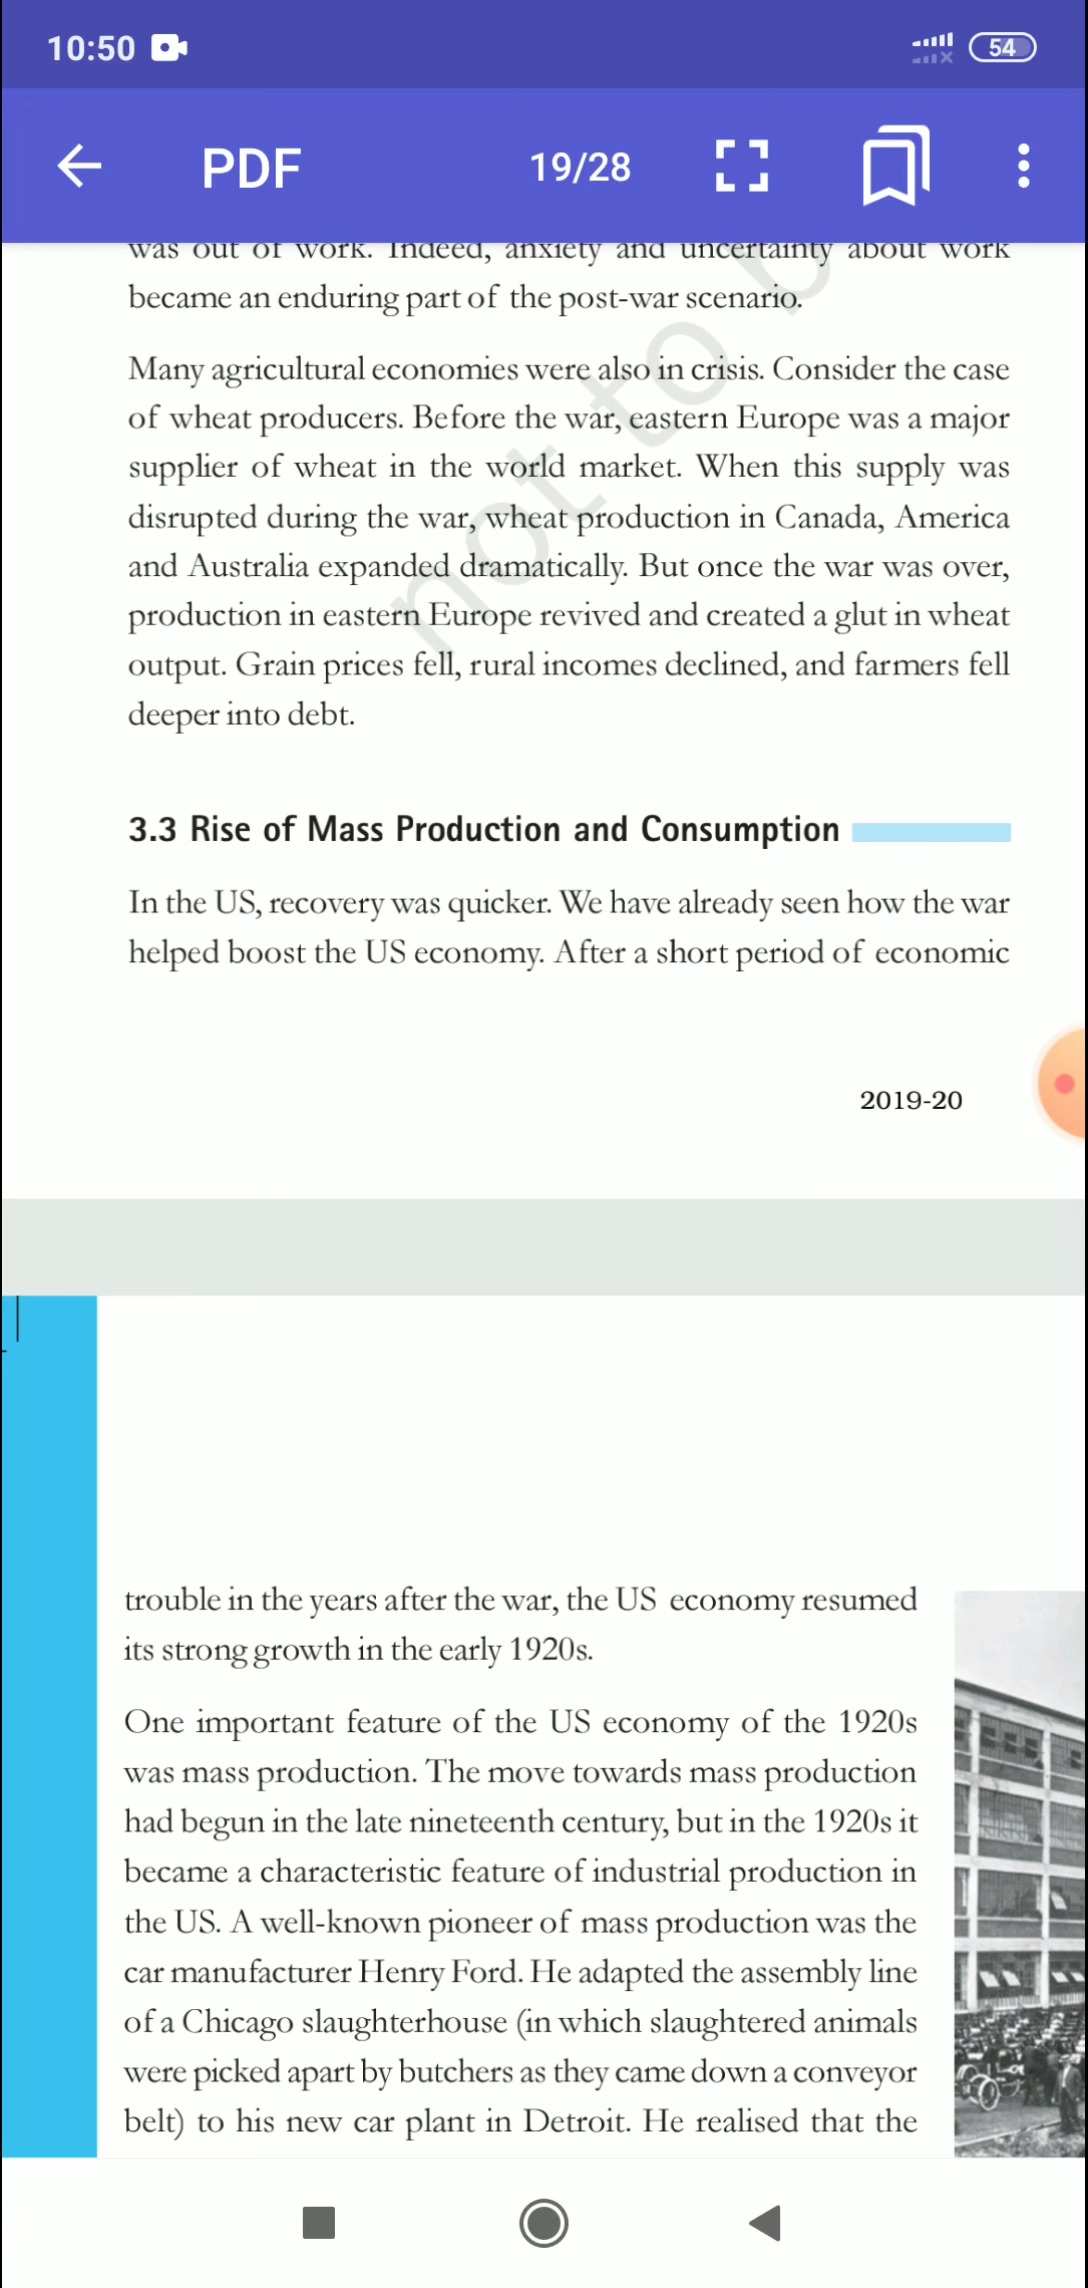 10:50
54
PDF
19/28
was out of work. Indeed, anxiety and uncertainty about work
became an enduring part of the post-war scenario.
Many agricultural economies were also in crisis. Consider the case
of wheat producers. Before the war, eastern Europe was a major
supplier of wheat in the world market. When this supply was
disrupted during the war, wheat production in Canada, America
and Australia expanded dramatically. But once the war was over,
production in eastern Europe revived and created a glut in wheat
output. Grain prices fell, rural incomes declined, and farmers fell
deeper into debt.
not to b
3.3 Rise of Mass Production and Consumption
In the US, recovery was quicker. We have already seen how the war
helped boost the US economy. After a short period of economic
2019-20
trouble in the years after the war, the US economy resumed
its strong growth in the early 1920s.
One important feature of the US economy of the 1920s
was mass production. The move towards mass production
had begun in the late nineteenth century, but in the 1920s it
became a characteristic feature of industrial production in
the US. A well-known pioneer of mass production was the
car manufacturer Henry Ford. He adapted the assembly line
of a Chicago slaughterhouse (in which slaughtered animals
were picked apart by butchers as they came down a conveyor
belt) to his new car plant in Detroit. He realised that the